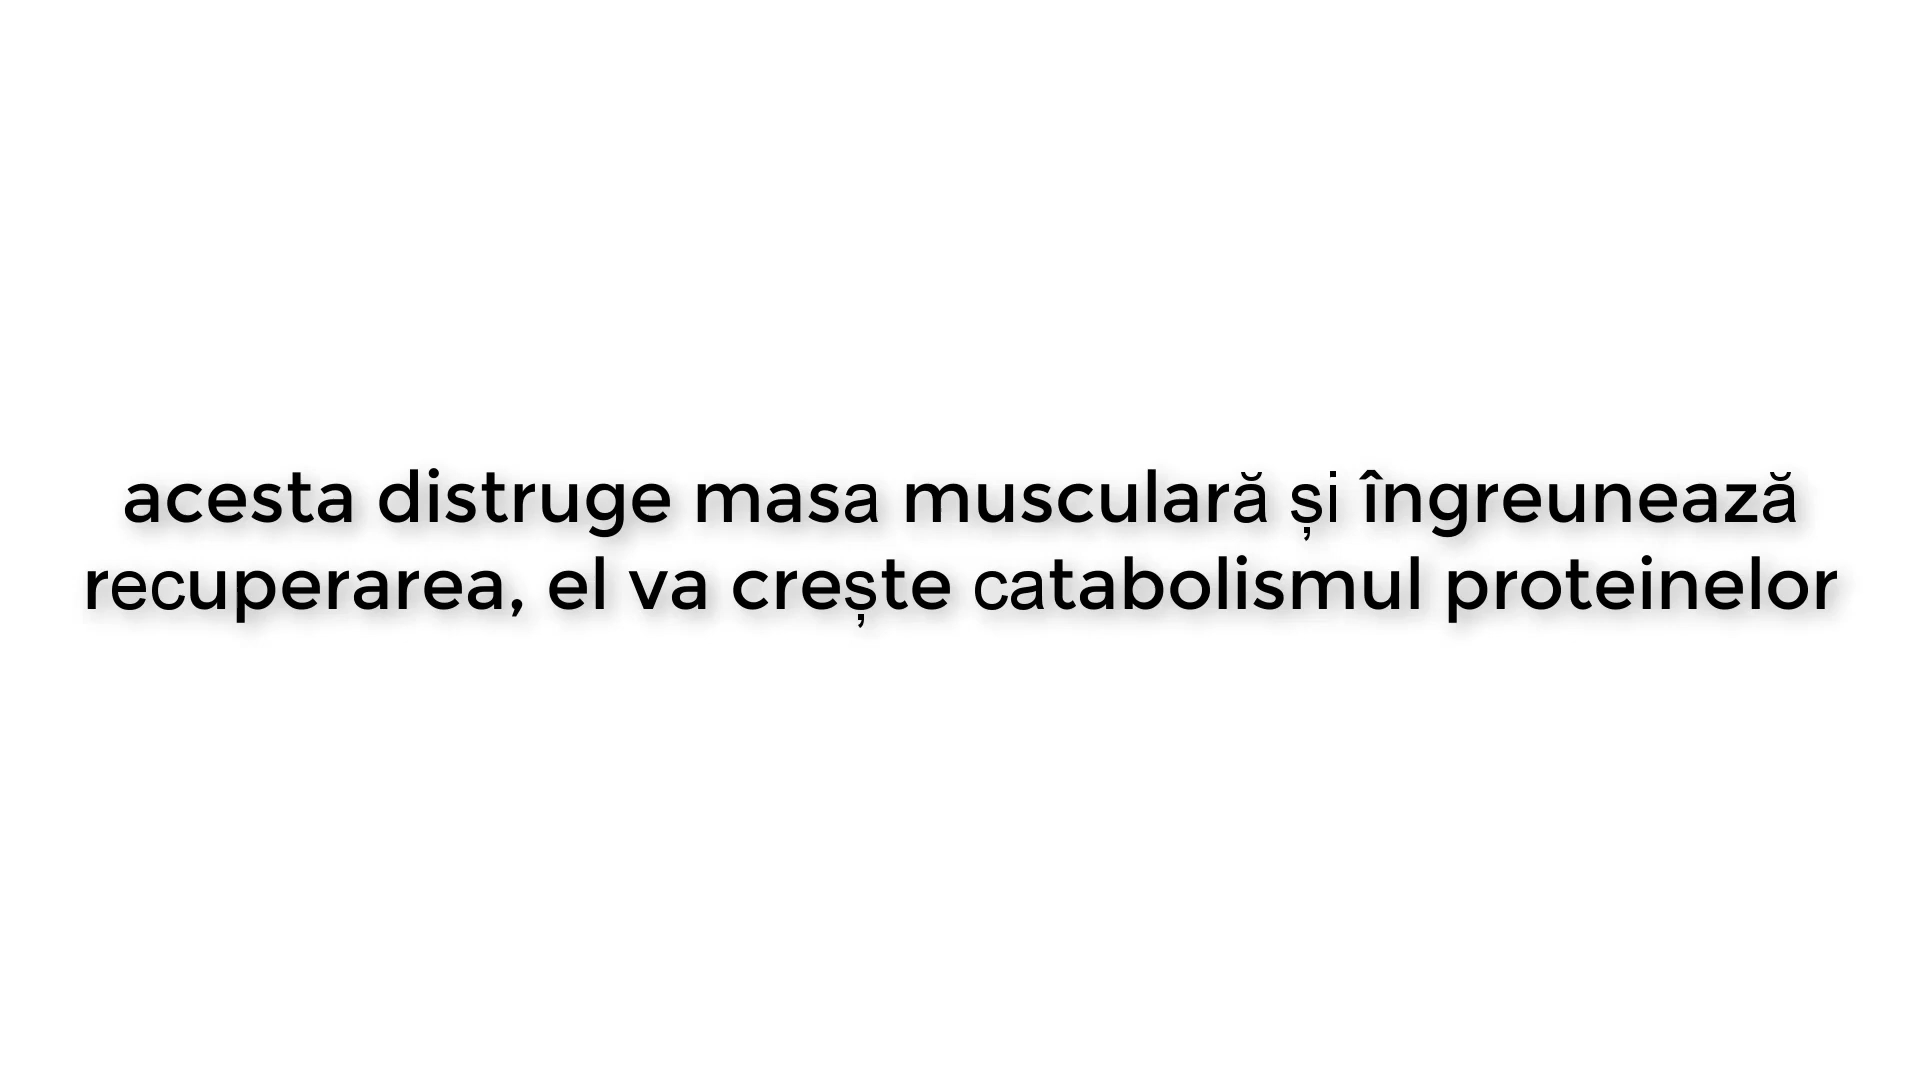 acesta distruge masa musculară și îngreunează
recuperarea, el va crește catabolismul proteinelor